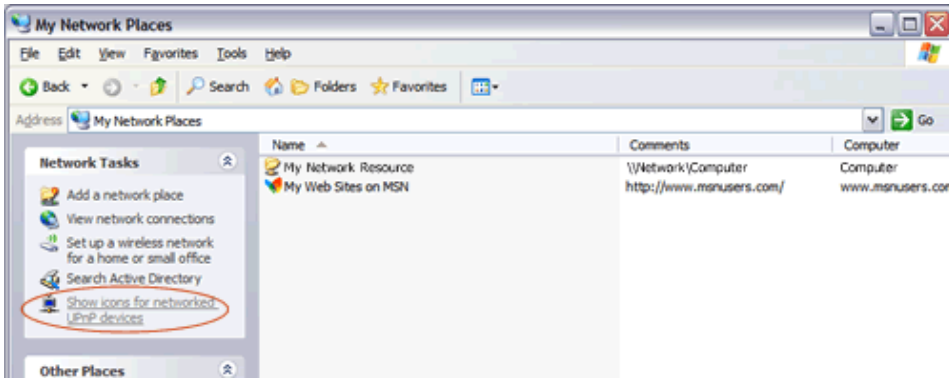 My Network Places
File Edit View Favorites Tools Help
Back Search Folders Favorites
Address My Network Places Go
Name Comments Computer
Network Tasks
My Network Resource \\Network\Computer Computer
My Web Sites on MSN http://www.msnusers.com/ www.msnusers.cor
Add a network place
View network connections
Set up a wireless network
for a home or small office
Search Active Directory
Show icons for networked
UPnP devices
Other Places